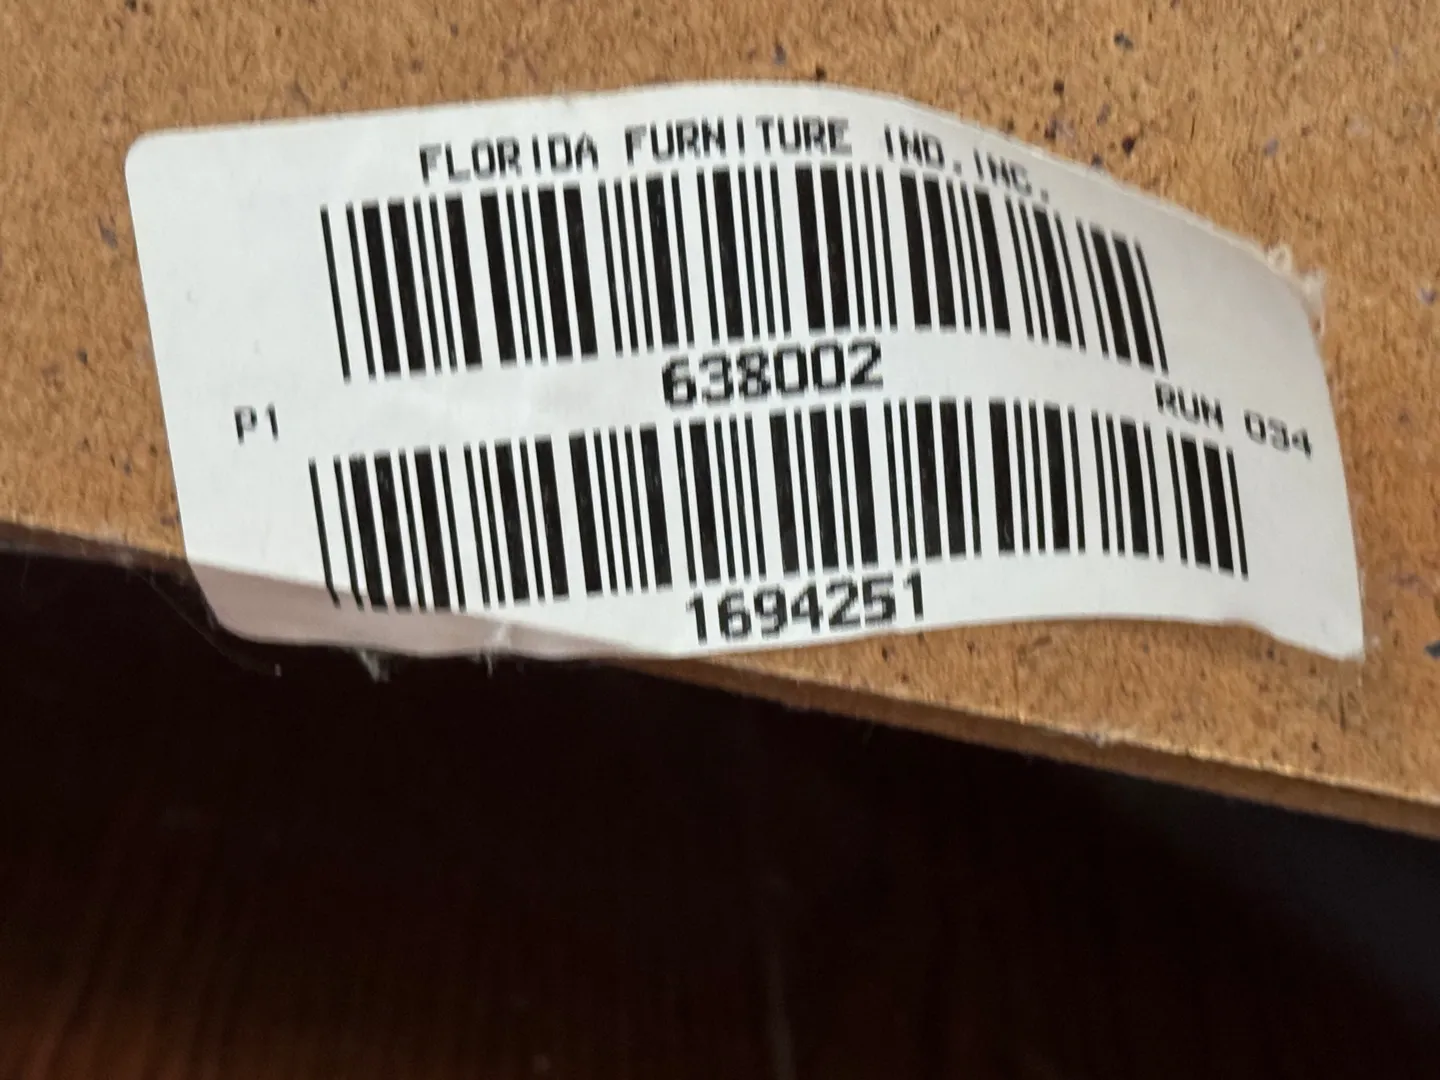 FLORIDA FURNITURE IND.INC.
638002
P1
RUN 034
1694251